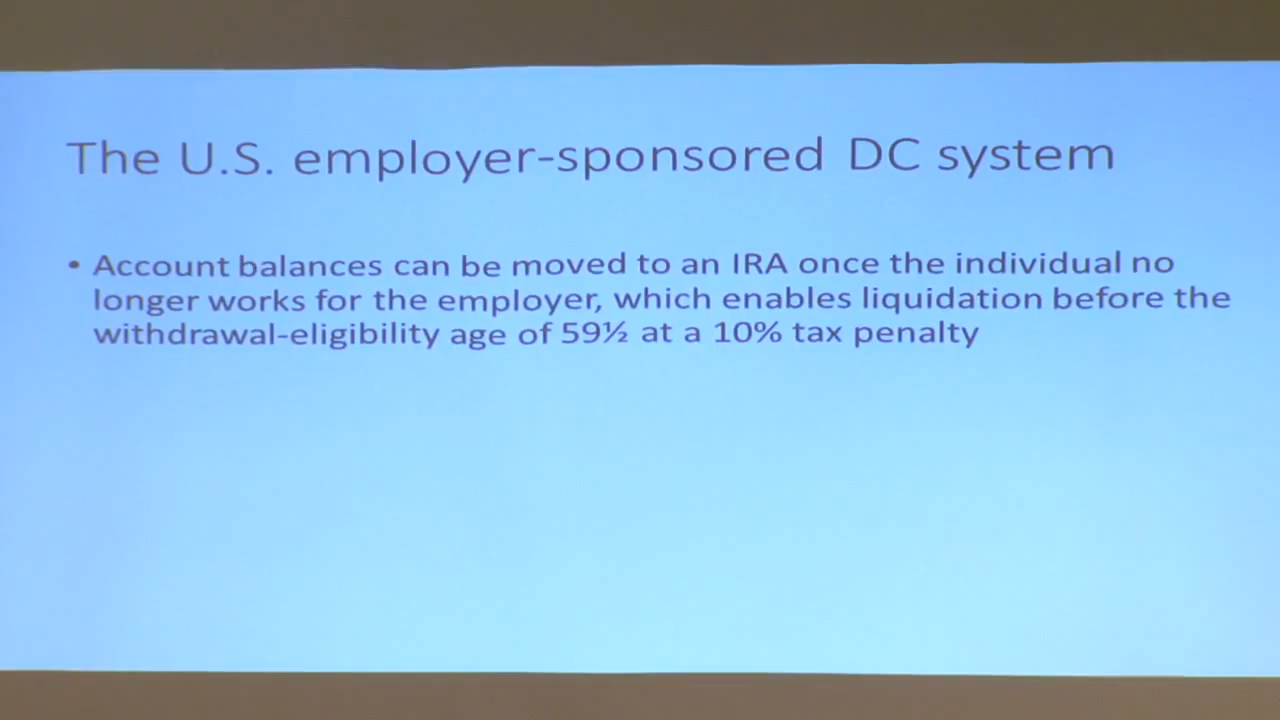 The U.S. employer-sponsored DC system
• Account balances can be moved to an IRA once the individual no
longer works for the employer, which enables liquidation before the
withdrawal-eligibility age of 59½ at a 10% tax penalty